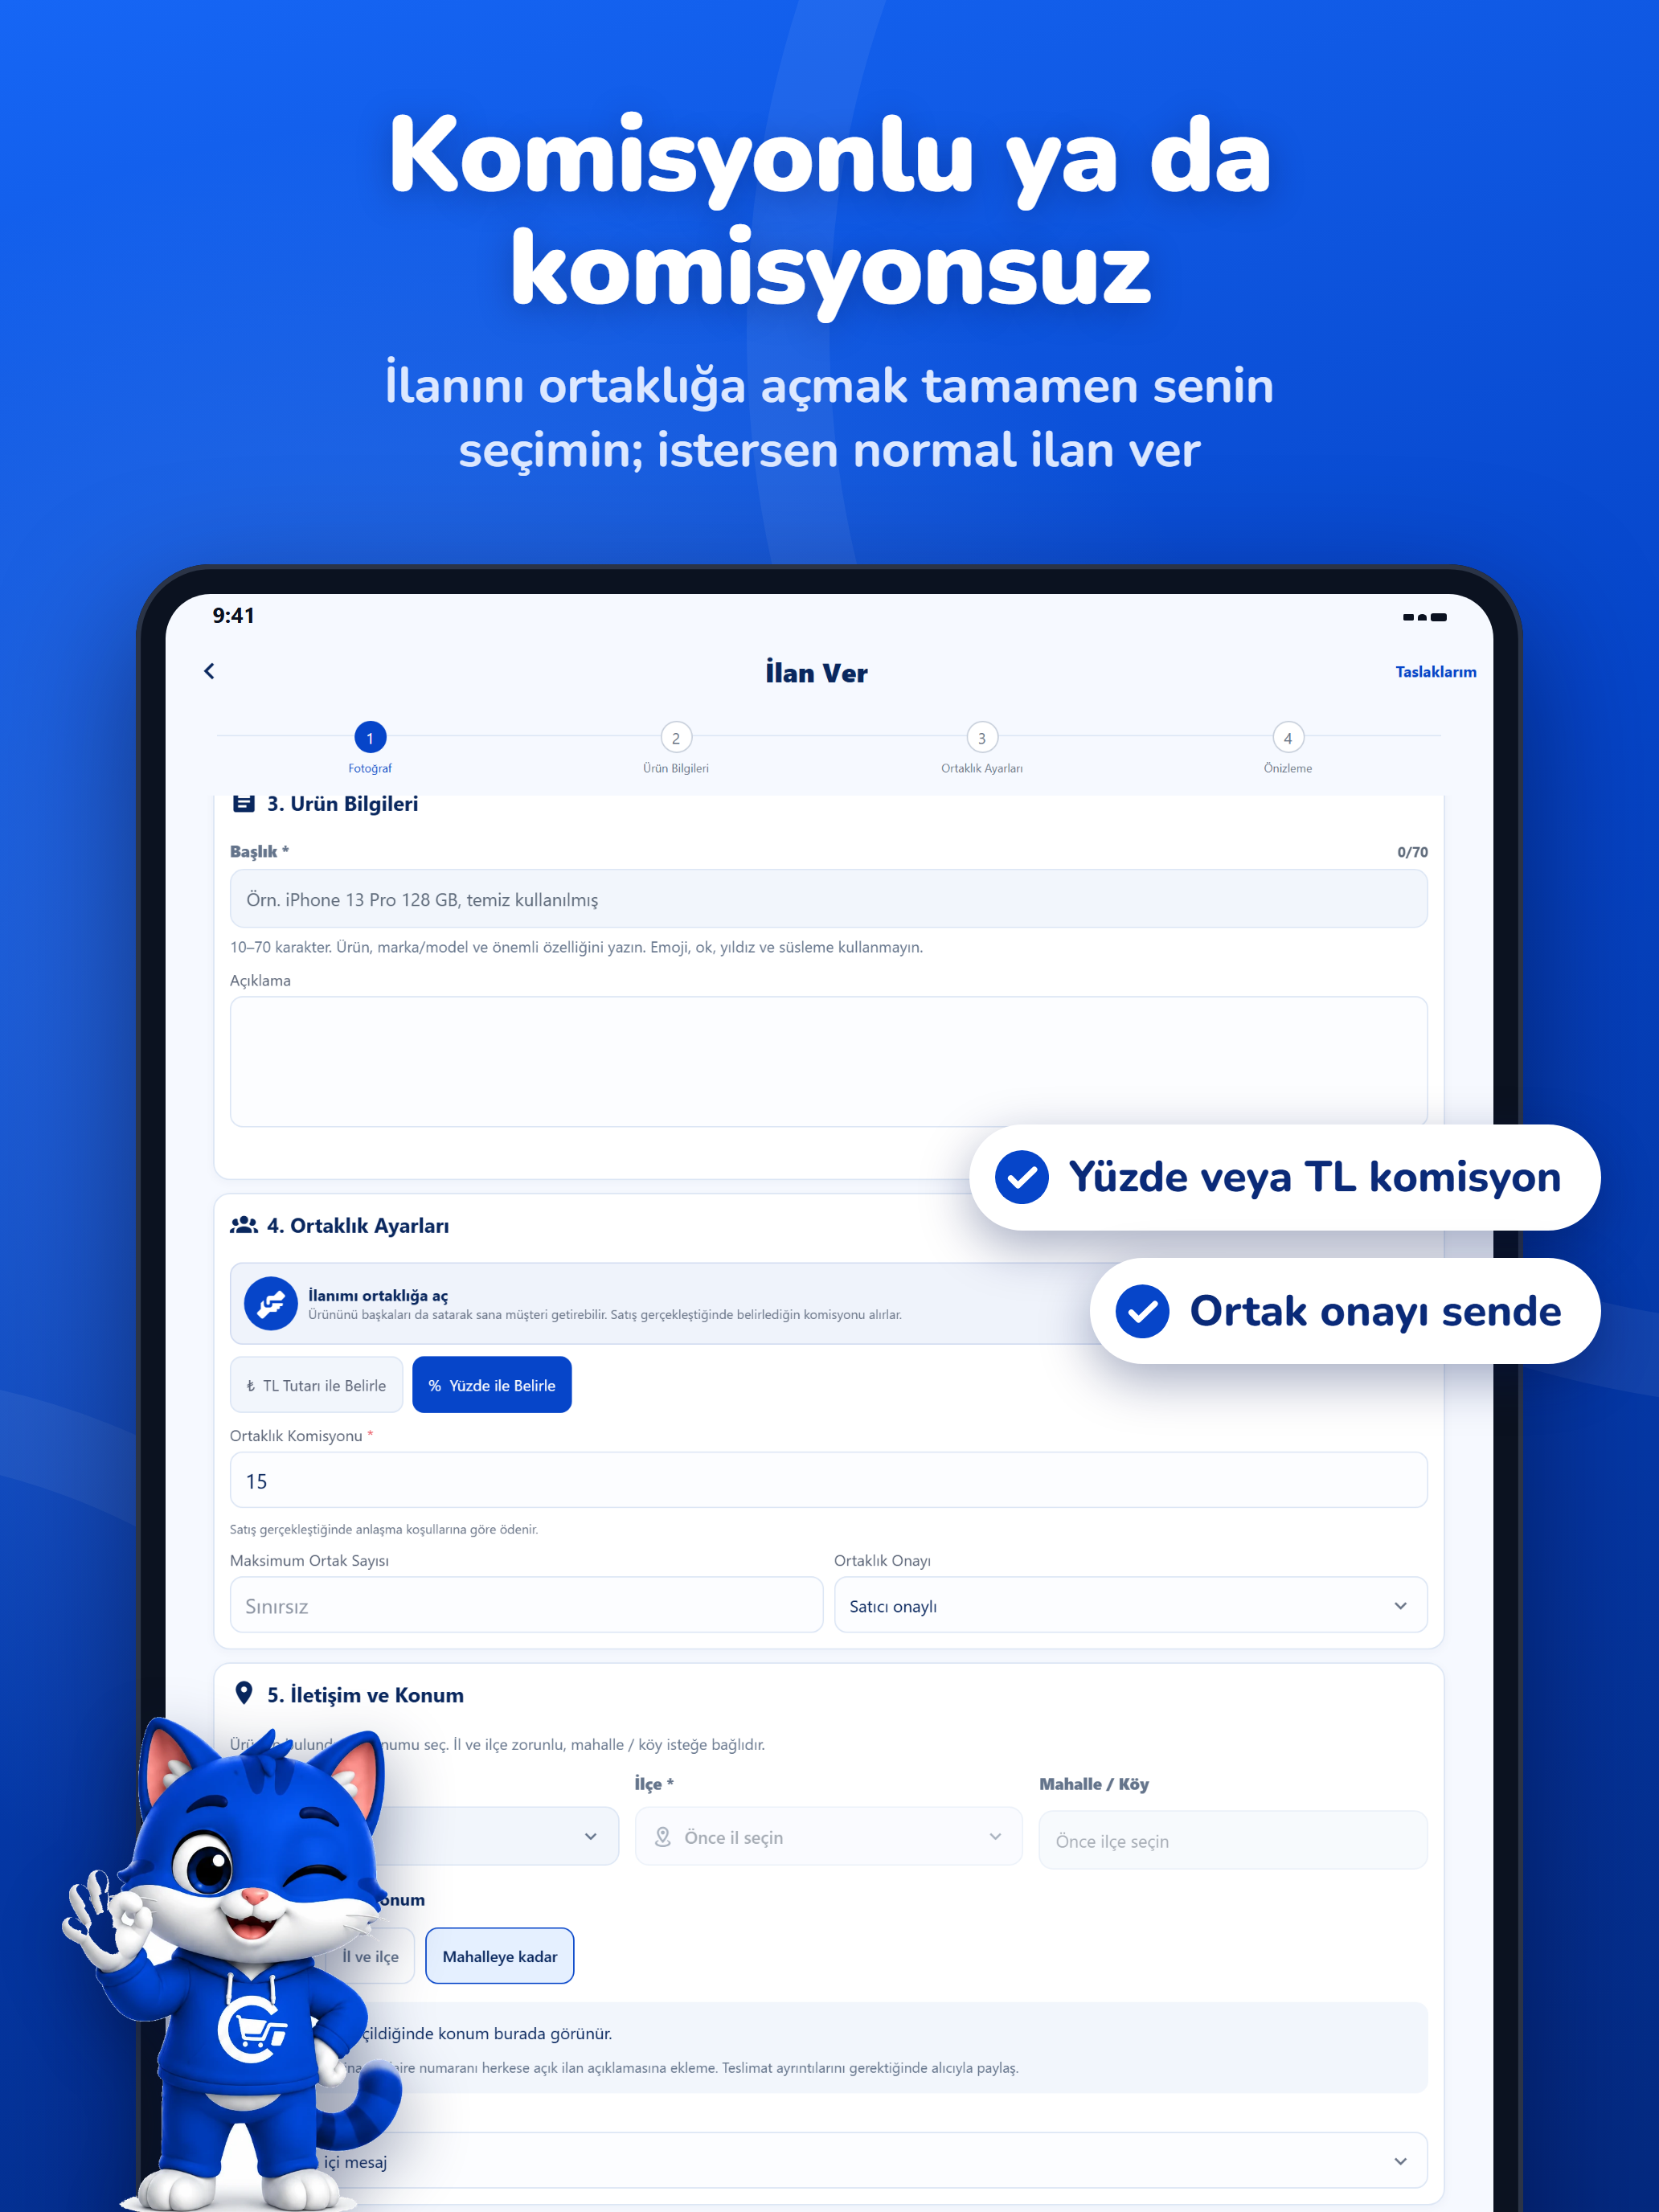 Komisyonlu ya da
komisyonsuz
İlanını ortaklığa açmak tamamen senin
seçimin; istersen normal ilan ver
9:41
İlan Ver
Taslaklarım
1
2
3
4
Fotoğraf
Ürün Bilgileri
Ortaklık Ayarları
Önizleme
3. Ürün Bilgileri
Başlık *
0/70
Örn. iPhone 13 Pro 128 GB, temiz kullanılmış
10–70 karakter. Ürün, marka/model ve önemli özelliğini yazın. Emoji, ok, yıldız ve süsleme kullanmayın.
Açıklama
Yüzde veya TL komisyon
4. Ortaklık Ayarları
Ortak onayı sende
İlanımı ortaklığa aç
Ürününü başkaları da satarak sana müşteri getirebilir. Satış gerçekleştiğinde belirlediğin komisyonu alırlar.
₺ TL Tutarı ile Belirle
% Yüzde ile Belirle
Ortaklık Komisyonu *
15
Satış gerçekleştiğinde anlaşma koşullarına göre ödenir.
Maksimum Ortak Sayısı
Ortaklık Onayı
Sınırsız
Satıcı onaylı
5. İletişim ve Konum
seç. İl ve ilçe zorunlu, mahalle / köy isteğe bağlıdır.
İlçe *
Mahalle / Köy
Önce il seçin
Önce ilçe seçin
İl ve ilçe
Mahalleye kadar
konum burada görünür.
numaranı herkese açık ilan açıklamasına ekleme. Teslimat ayrıntılarını gerektiğinde alıcıyla paylaş.
içi mesaj